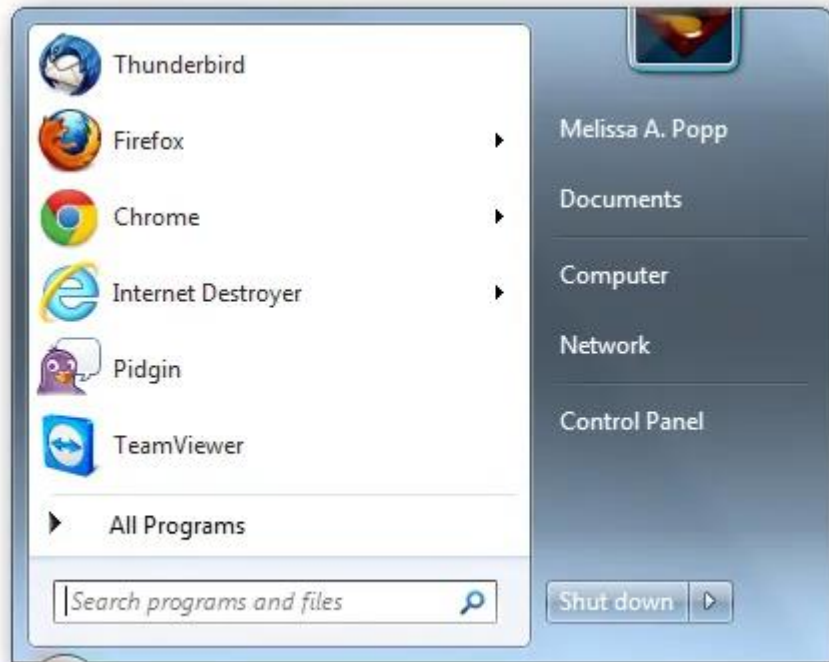 Thunderbird
Firefox
Chrome
Internet Destroyer
Pidgin
TeamViewer
All Programs
Search programs and files
Melissa A. Popp
Documents
Computer
Network
Control Panel
Shut down